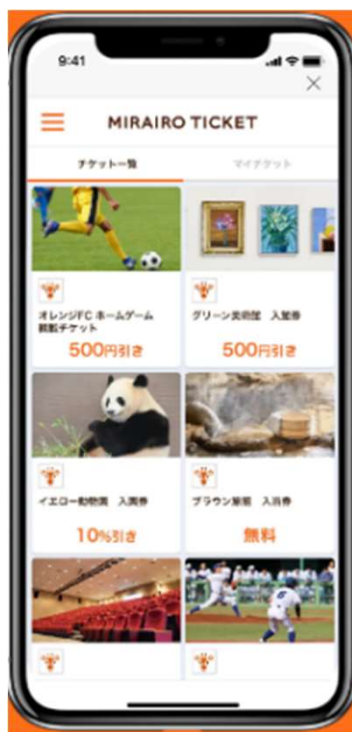 9:41
MIRAIRO TICKET
チケット一覧
マイチケット
オレンジFC ホームゲーム
観戦チケット
500円引き
グリーン美術館 入館券
500円引き
イエロー動物園 入園券
10%引き
ブラウン旅館 入浴券
無料